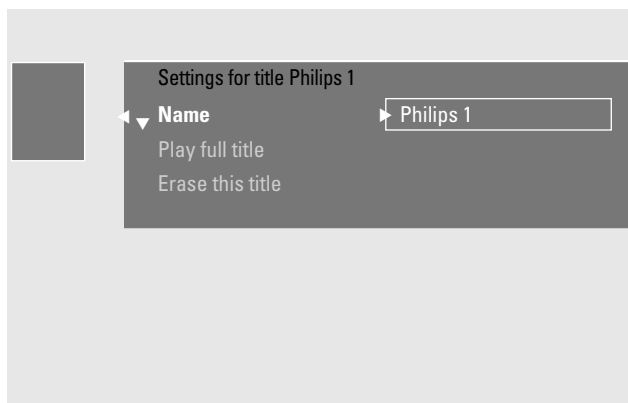 Settings for title Philips 1
Name Philips 1
Play full title
Erase this title